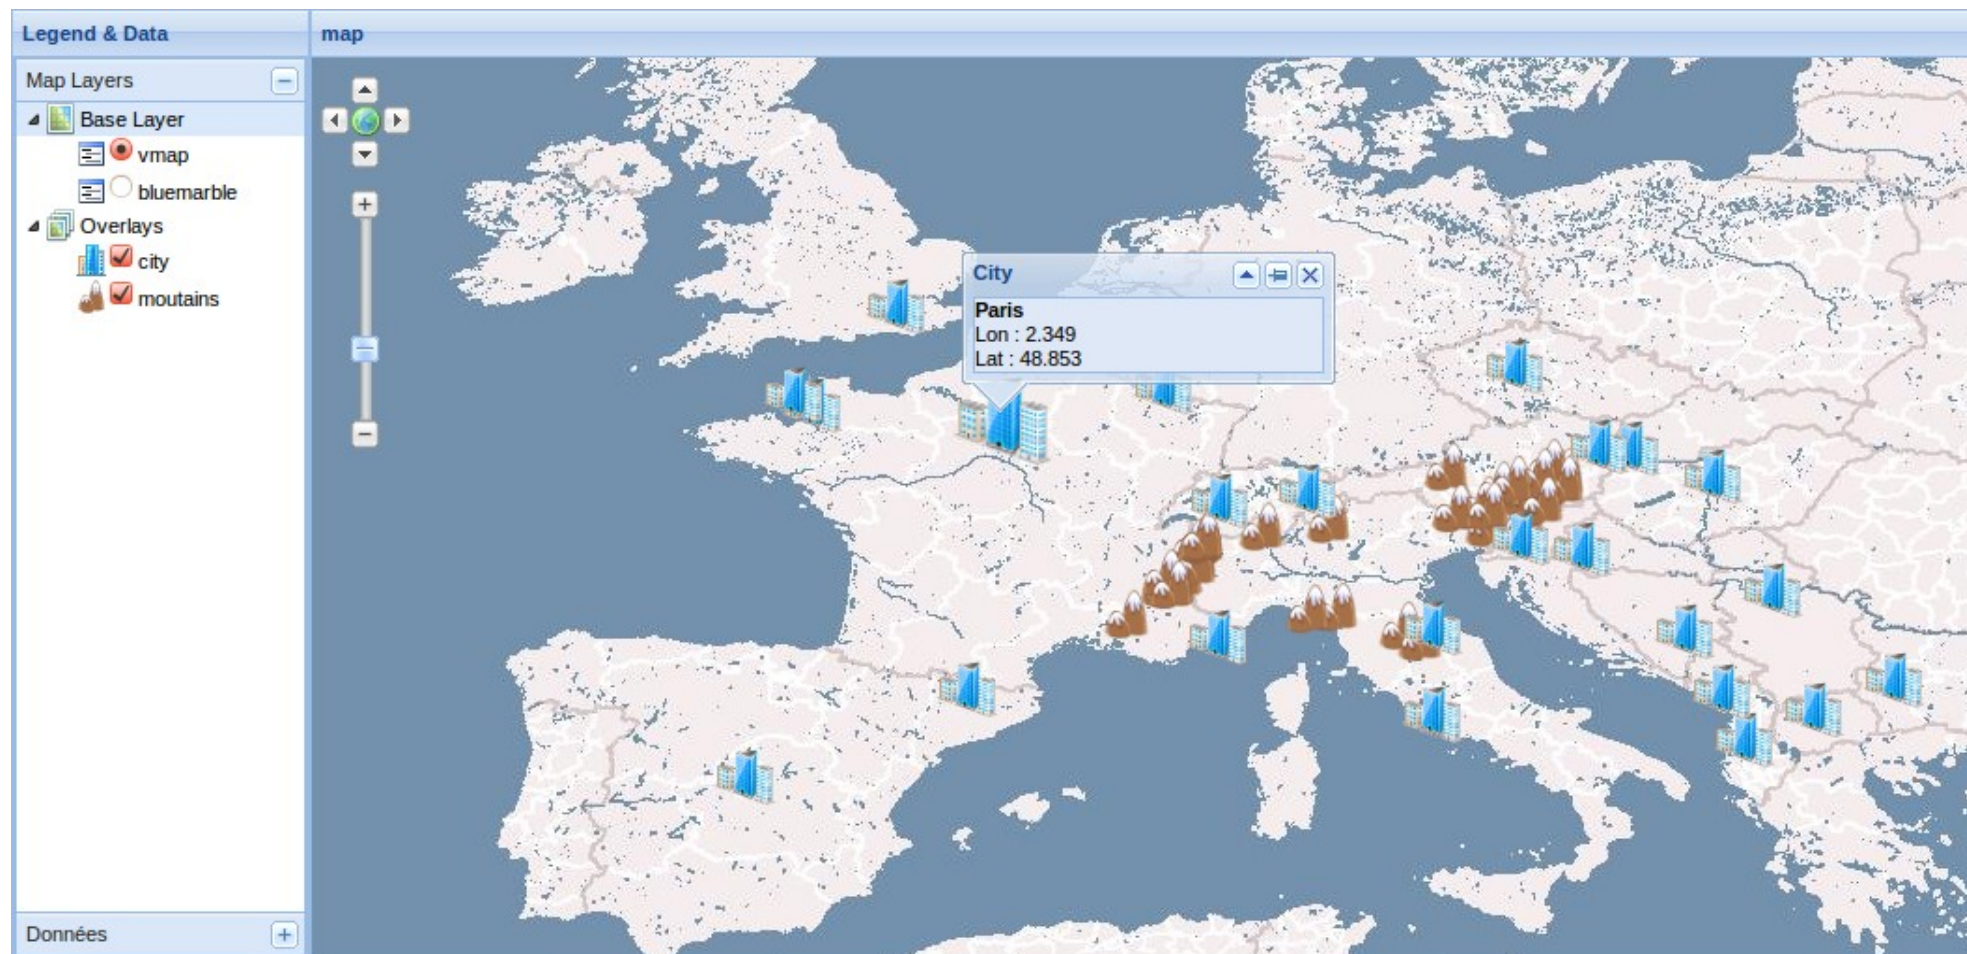 Legend & Data
map
Map Layers
Base Layer
vmap
bluemarble
Overlays
city
moutains
City
Paris
Lon : 2.349
Lat : 48.853
Données